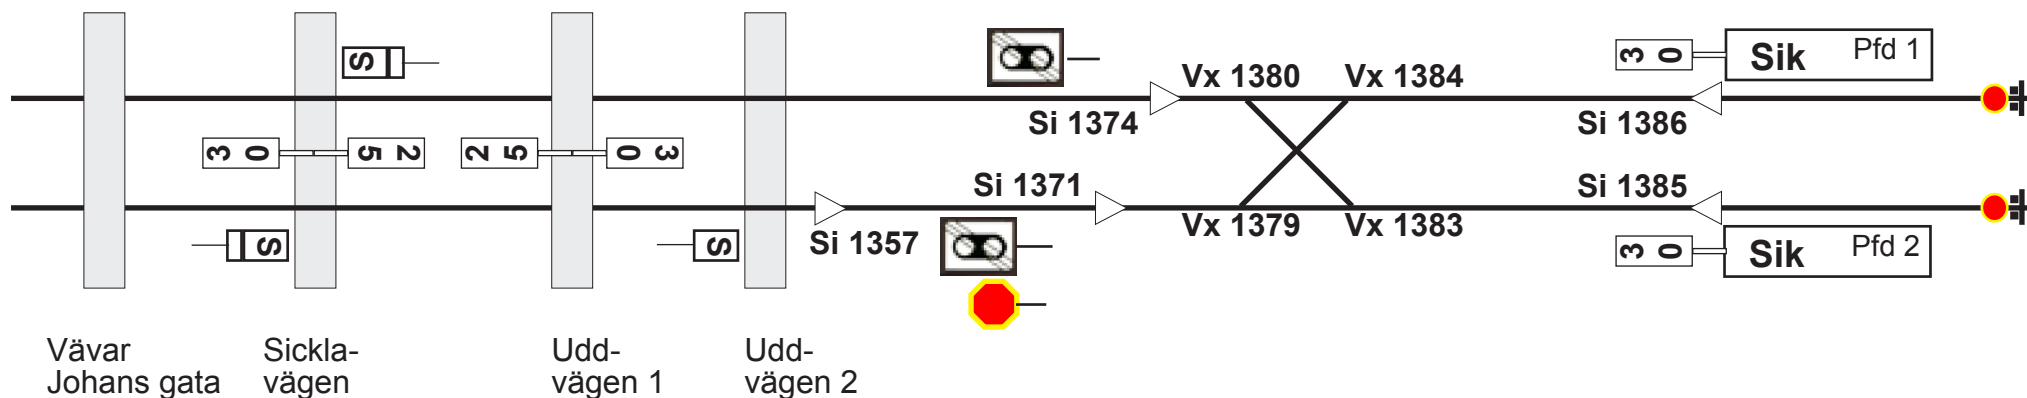 S
30
Sik Pfd 1
Vx 1380
Vx 1384
Si 1374
Si 1386
30
25
25
30
Si 1371
Si 1385
Vx 1379
Vx 1383
S
S
Si 1357
30
Sik Pfd 2
Vävar
Johans gata
Sickla-
vägen
Udd-
vägen 1
Udd-
vägen 2